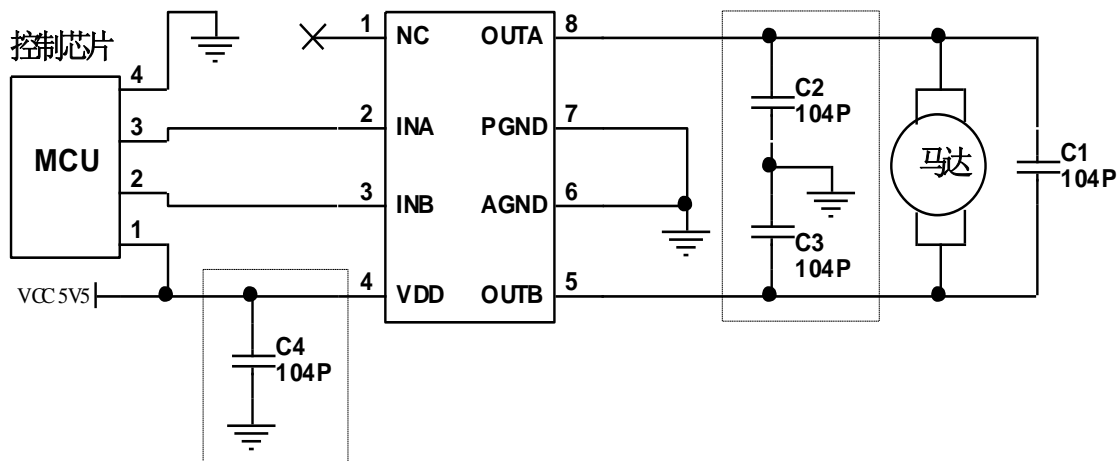 控制芯片
MCU
4
3
2
1
VCC 5V5
1 NC OUTA 8
2 INA PGND 7
3 INB AGND 6
4 VDD OUTB 5
C4
104P
C2
104P
C3
104P
马达
C1
104P